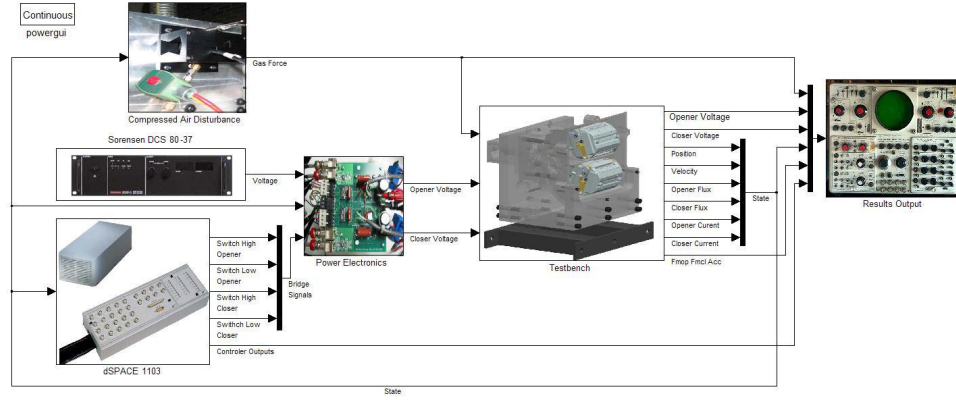 Continuous
powergui
Gas Force
Compressed Air Disturbance
Sorensen DCS 80-37
Voltage
Opener Voltage
Closer Voltage
Power Electronics
Switch High
Opener
Switch Low
Opener
Switch High
Closer
Swithch Low
Closer
Bridge
Signals
Controler Outputs
dSPACE 1103
Opener Voltage
Closer Voltage
Position
Velocity
Opener Flux
Closer Flux
Opener Curent
Closer Current
Fmop Fmcl Acc
Testbench
State
Results Output
State